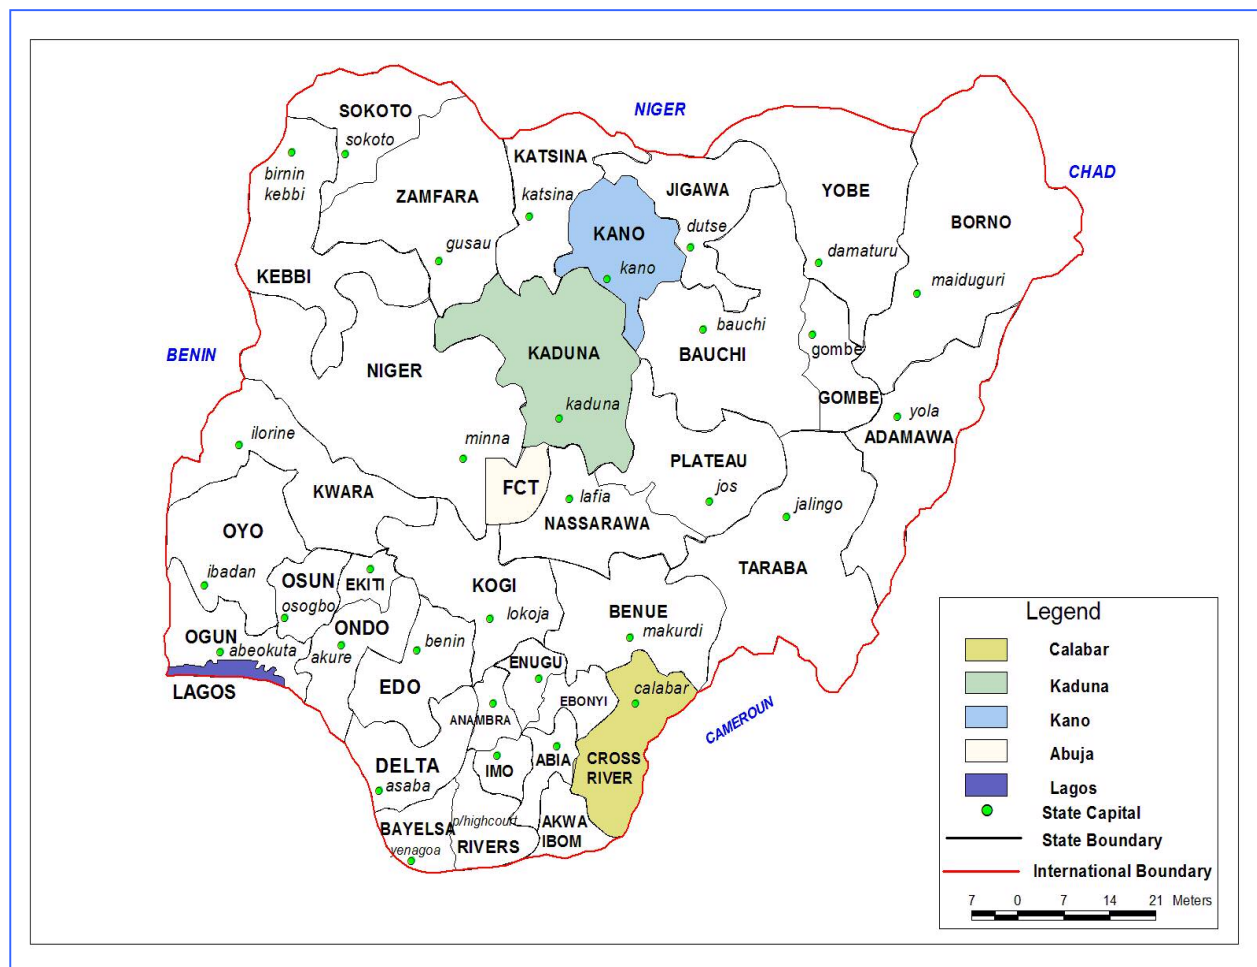 NIGER
SOKOTO
sokoto
KATSINA
birnin
kebbi
CHAD
ZAMFARA
katsina
JIGAWA
YOBE
BORNO
KANO
dutse
gusau
damaturu
KEBBI
kano
maiduguri
bauchi
BENIN
KADUNA
BAUCHI
gombe
NIGER
GOMBE
kaduna
yola
ADAMAWA
ilorine
minna
PLATEAU
KWARA
FCT
lafia
jos
jalingo
NASSARAWA
OYO
ibadan
OSUN
EKITI
KOGI
TARABA
osogbo
lokoja
BENUE
makurdi
OGUN
abeokuta
ONDO
akure
benin
ENUGU
LAGOS
EDO
calabar
EBONYI
ANAMBRA
CAMEROUN
DELTA
IMO
ABIA
CROSS
RIVER
asaba
BAYELSA
p/highcourt
AKWA
IBOM
yenagoa
RIVERS
Legend
Calabar
Kaduna
Kano
Abuja
Lagos
State Capital
State Boundary
International Boundary
7 0 7 14 21 Meters